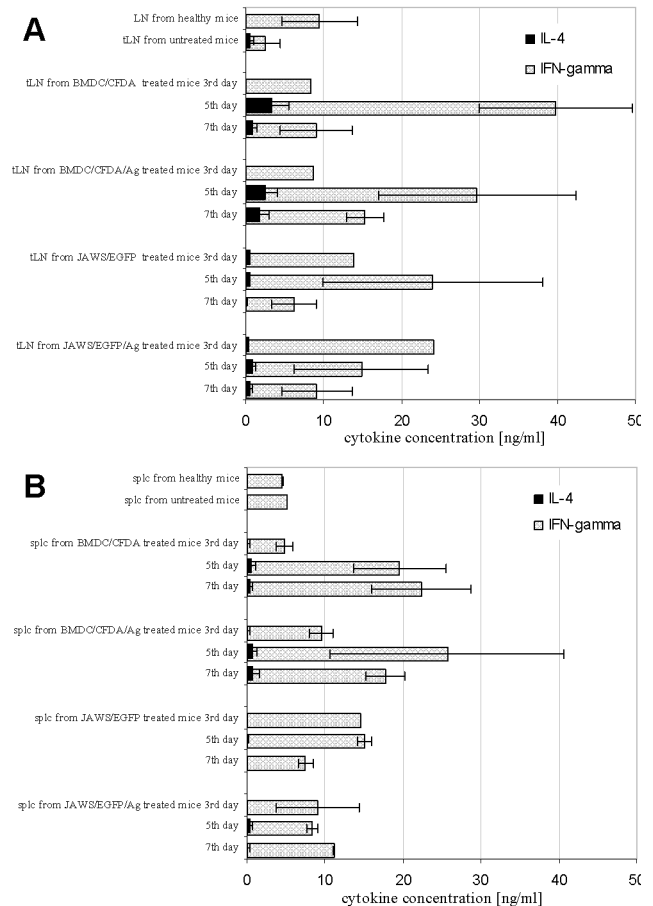 A
LN from healthy mice
tLN from untreated mice
tLN from BMDC/CFDA treated mice 3rd day
5th day
7th day
tLN from BMDC/CFDA/Ag treated mice 3rd day
5th day
7th day
tLN from JAWS/EGFP treated mice 3rd day
5th day
7th day
tLN from JAWS/EGFP/Ag treated mice 3rd day
5th day
7th day
IL-4
IFN-gamma
0 10 20 30 40 50
cytokine concentration [ng/ml]
B
splc from healthy mice
splc from untreated mice
splc from BMDC/CFDA treated mice 3rd day
5th day
7th day
splc from BMDC/CFDA/Ag treated mice 3rd day
5th day
7th day
splc from JAWS/EGFP treated mice 3rd day
5th day
7th day
splc from JAWS/EGFP/Ag treated mice 3rd day
5th day
7th day
IL-4
IFN-gamma
0 10 20 30 40 50
cytokine concentration [ng/ml]